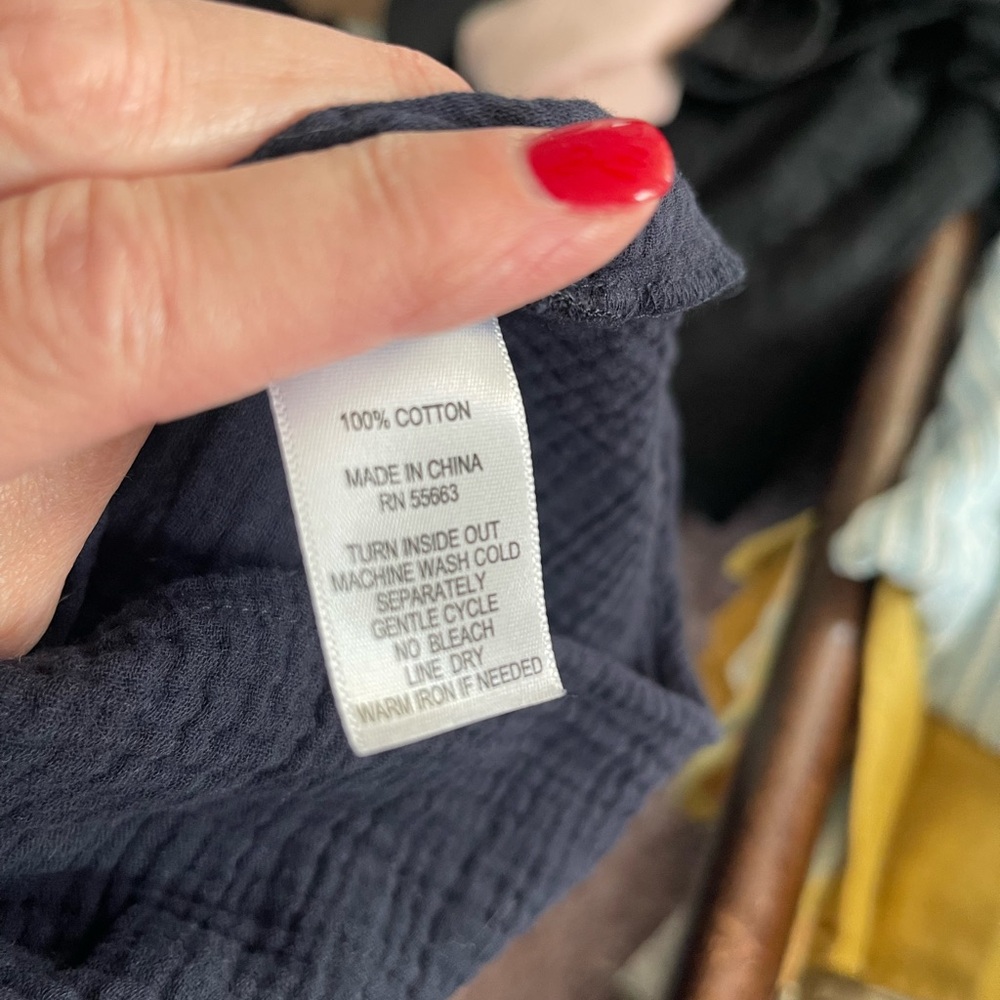 100% COTTON
MADE IN CHINA
RN 55663
TURN INSIDE OUT
MACHINE WASH COLD
SEPARATELY
GENTLE CYCLE
NO BLEACH
LINE DRY
WARM IRON IF NEEDED